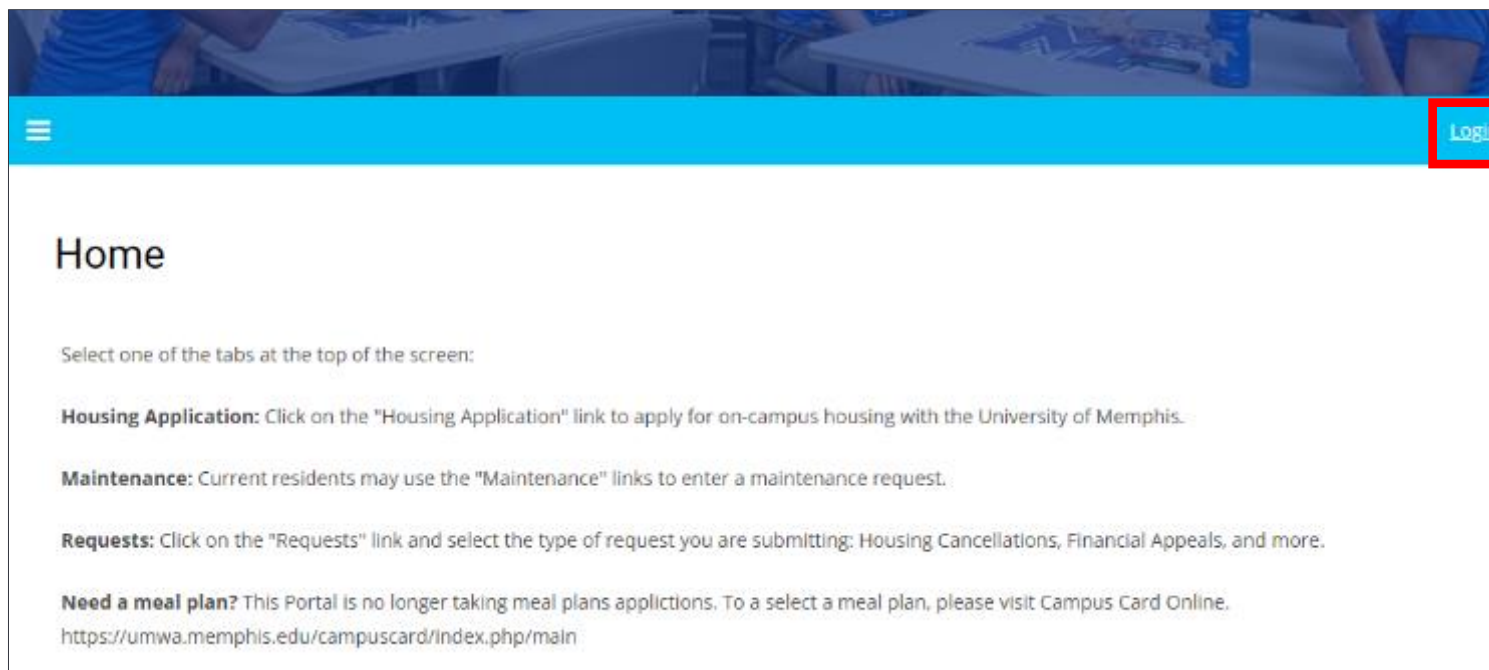 Logi
Home
Select one of the tabs at the top of the screen:
Housing Application: Click on the "Housing Application" link to apply for on-campus housing with the University of Memphis.
Maintenance: Current residents may use the "Maintenance" links to enter a maintenance request.
Requests: Click on the "Requests" link and select the type of request you are submitting: Housing Cancellations, Financial Appeals, and more.
Need a meal plan? This Portal is no longer taking meal plans applictions. To a select a meal plan, please visit Campus Card Online.
https://umwa.memphis.edu/campuscard/index.php/main